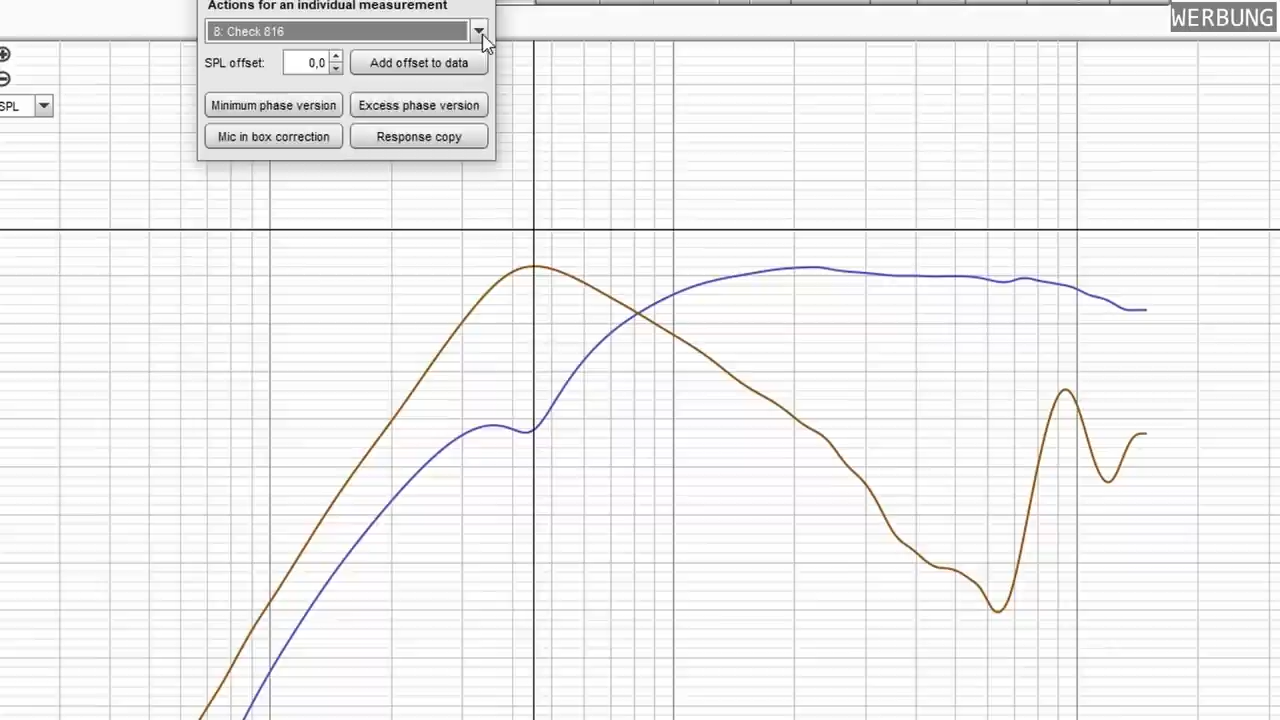 Actions for an individual measurement
WERBUNG
8: Check 816
SPL offset: 0,0 Add offset to data
SPL
Minimum phase version Excess phase version
Mic in box correction Response copy